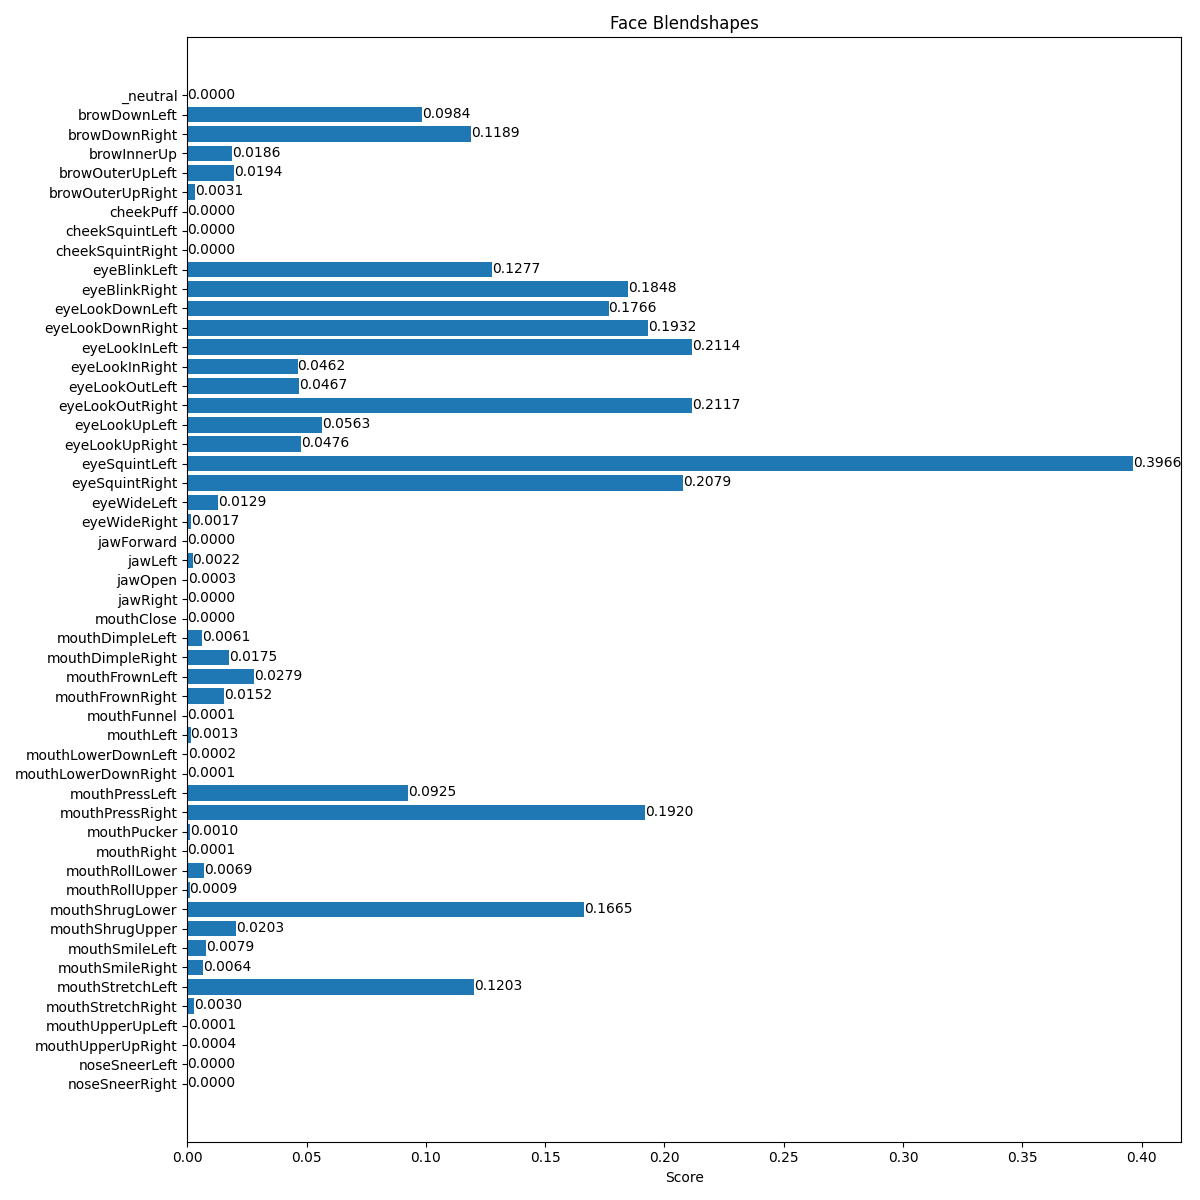 Face Blendshapes
_neutral 0.0000
browDownLeft 0.0984
browDownRight 0.1189
browInnerUp 0.0186
browOuterUpLeft 0.0194
browOuterUpRight 0.0031
cheekPuff 0.0000
cheekSquintLeft 0.0000
cheekSquintRight 0.0000
eyeBlinkLeft 0.1277
eyeBlinkRight 0.1848
eyeLookDownLeft 0.1766
eyeLookDownRight 0.1932
eyeLookInLeft 0.2114
eyeLookInRight 0.0462
eyeLookOutLeft 0.0467
eyeLookOutRight 0.2117
eyeLookUpLeft 0.0563
eyeLookUpRight 0.0476
eyeSquintLeft 0.3966
eyeSquintRight 0.2079
eyeWideLeft 0.0129
eyeWideRight 0.0017
jawForward 0.0000
jawLeft 0.0022
jawOpen 0.0003
jawRight 0.0000
mouthClose 0.0000
mouthDimpleLeft 0.0061
mouthDimpleRight 0.0175
mouthFrownLeft 0.0279
mouthFrownRight 0.0152
mouthFunnel 0.0001
mouthLeft 0.0013
mouthLowerDownLeft 0.0002
mouthLowerDownRight 0.0001
mouthPressLeft 0.0925
mouthPressRight 0.1920
mouthPucker 0.0010
mouthRight 0.0001
mouthRollLower 0.0069
mouthRollUpper 0.0009
mouthShrugLower 0.1665
mouthShrugUpper 0.0203
mouthSmileLeft 0.0079
mouthSmileRight 0.0064
mouthStretchLeft 0.1203
mouthStretchRight 0.0030
mouthUpperUpLeft 0.0001
mouthUpperUpRight 0.0004
noseSneerLeft 0.0000
noseSneerRight 0.0000
0.00 0.05 0.10 0.15 0.20 0.25 0.30 0.35 0.40
Score